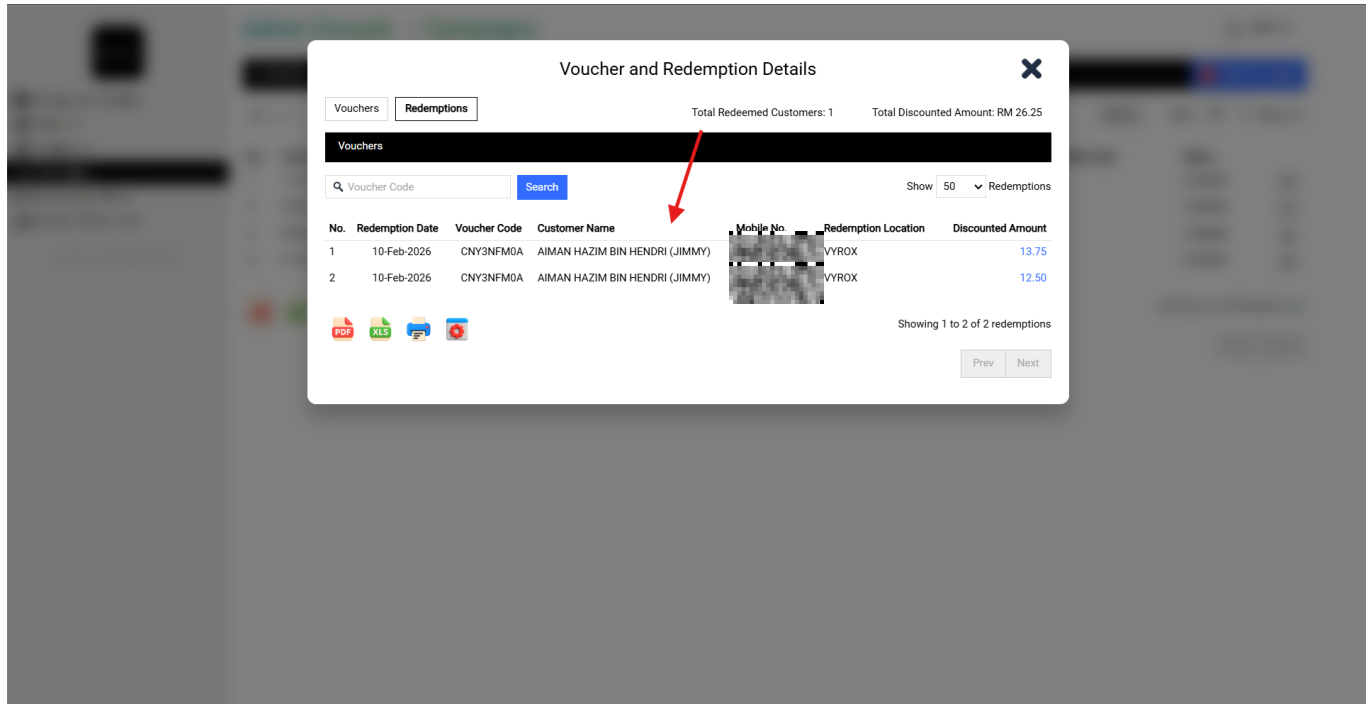 Voucher and Redemption Details
Vouchers Redemptions Total Redeemed Customers: 1 Total Discounted Amount: RM 26.25
Vouchers
Voucher Code Search Show 50 Redemptions
No. Redemption Date Voucher Code Customer Name Mobile No. Redemption Location Discounted Amount
1 10-Feb-2026 CNY3NFM0A AIMAN HAZIM BIN HENDRI (JIMMY) VYROX 13.75
2 10-Feb-2026 CNY3NFM0A AIMAN HAZIM BIN HENDRI (JIMMY) VYROX 12.50
PDF XLS Showing 1 to 2 of 2 redemptions
Prev Next